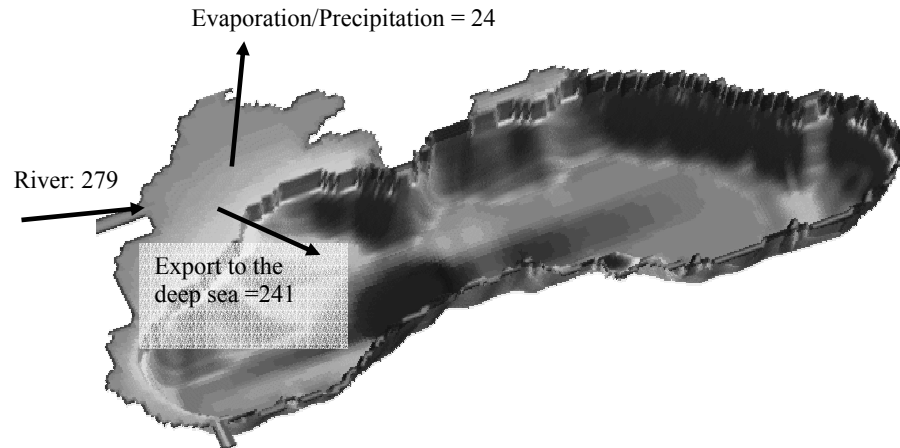 Evaporation/Precipitation = 24
River: 279
Export to the
deep sea =241